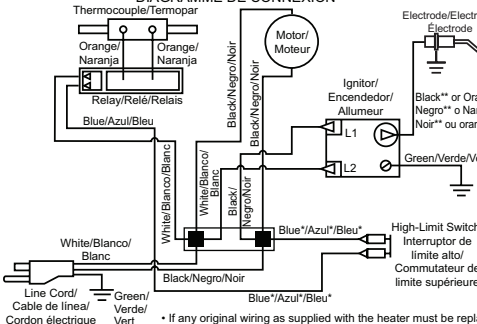 DIAGRAMME DE CONNEXION
Thermocouple/Termopar
Orange/
Naranja
Orange/
Naranja
Relay/Relé/Relais
Blue/Azul/Bleu
White/Blanco/Blanc
White/Blanco/
Blanc
Black/
Negro/Noir
Black/Negro/Noir
Black/Negro/Noir
Motor/
Moteur
Electrode/Electr
Électrode
Ignitor/
Encendedor/
Allumeur
L1
L2
Black** or Ora
Negro** o Na
Noir** ou oran
Green/Verde/Ve
White/Blanco/
Blanc
Black/Negro/Noir
Blue*/Azul*/Bleu*
Blue*/Azul*/Bleu*
High-Limit Switch
Interruptor de
límite alto/
Commutateur de
limite supérieure
Line Cord/
Cable de línea/
Cordon électrique
Green/
Verde/
Vert
• If any original wiring as supplied with the heater must be repla